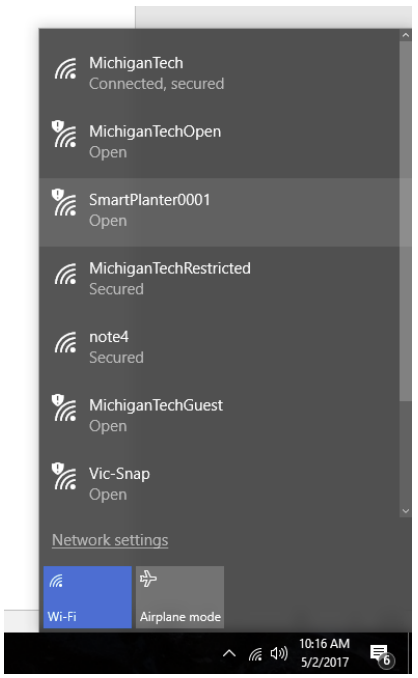 MichiganTech
Connected, secured
MichiganTechOpen
Open
SmartPlanter0001
Open
MichiganTechRestricted
Secured
note4
Secured
MichiganTechGuest
Open
Vic-Snap
Open
Network settings
Wi-Fi
Airplane mode
10:16 AM
5/2/2017
6